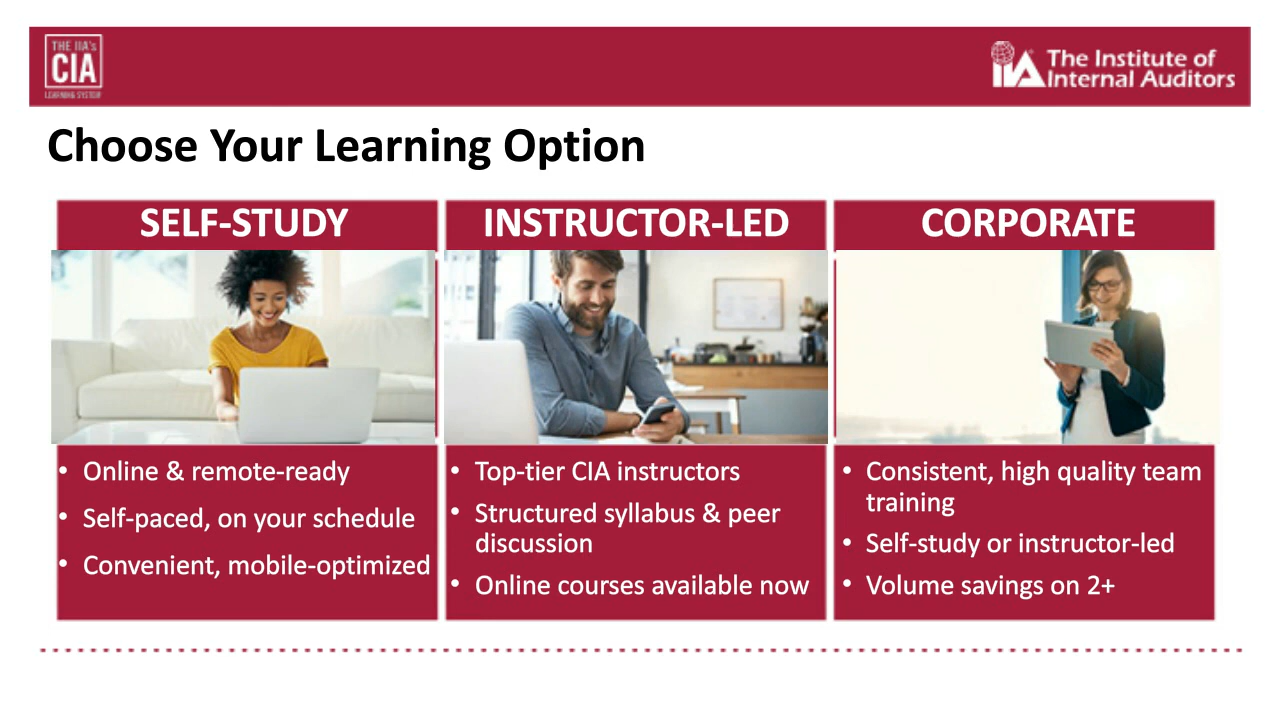 THE IIA's
CIA
LEARNING SYSTEM
IIA The Institute of
Internal Auditors
Choose Your Learning Option
SELF-STUDY
• Online & remote-ready
• Self-paced, on your schedule
• Convenient, mobile-optimized
INSTRUCTOR-LED
• Top-tier CIA instructors
• Structured syllabus & peer
discussion
• Online courses available now
CORPORATE
• Consistent, high quality team
training
• Self-study or instructor-led
• Volume savings on 2+